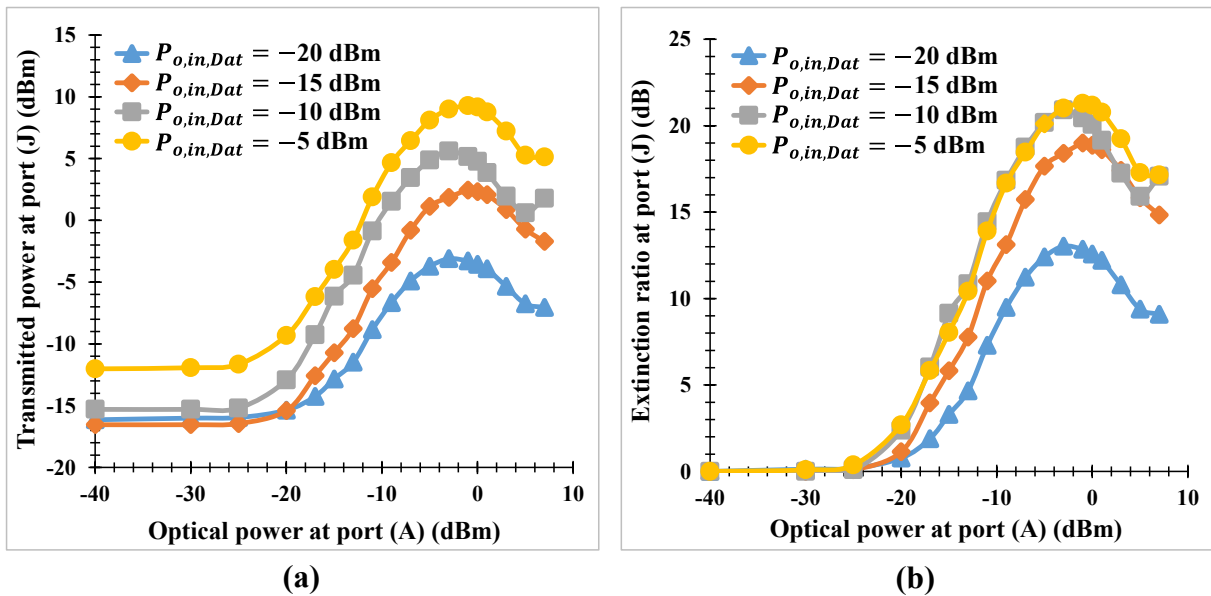 15
10
5
0
-5
-10
-15
-20
-40 -30 -20 -10 0 10
Transmitted power at port (J) (dBm)
Optical power at port (A) (dBm)
P_{o,in,Dat} = −20 dBm
P_{o,in,Dat} = −15 dBm
P_{o,in,Dat} = −10 dBm
P_{o,in,Dat} = −5 dBm
(a)
25
20
15
10
5
0
-40 -30 -20 -10 0 10
Extinction ratio at port (J) (dB)
Optical power at port (A) (dBm)
P_{o,in,Dat} = −20 dBm
P_{o,in,Dat} = −15 dBm
P_{o,in,Dat} = −10 dBm
P_{o,in,Dat} = −5 dBm
(b)